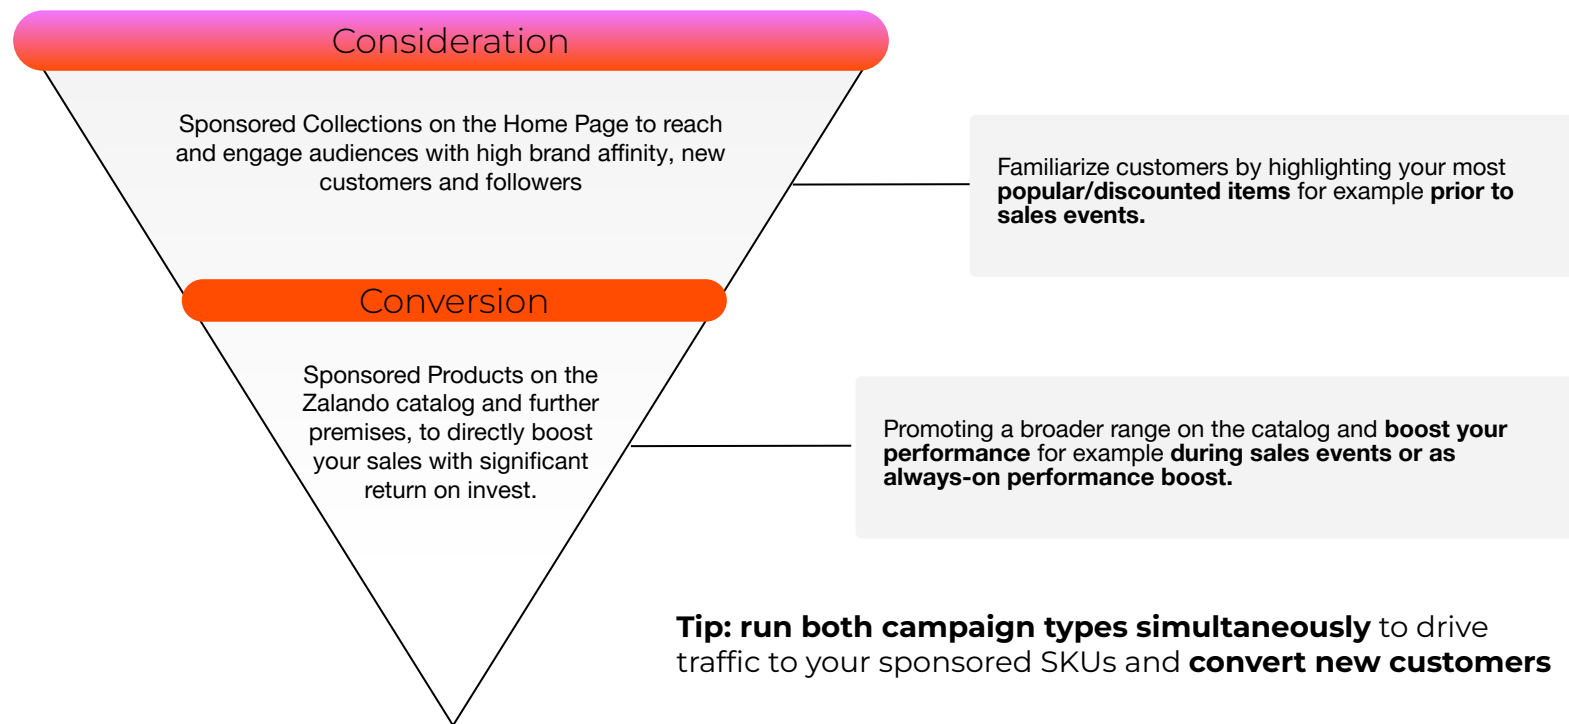 Consideration
Sponsored Collections on the Home Page to reach
and engage audiences with high brand affinity, new
customers and followers
Familiarize customers by highlighting your most
popular/discounted items for example prior to
sales events.
Conversion
Sponsored Products on the
Zalando catalog and further
premises, to directly boost
your sales with significant
return on invest.
Promoting a broader range on the catalog and boost your
performance for example during sales events or as
always-on performance boost.
Tip: run both campaign types simultaneously to drive
traffic to your sponsored SKUs and convert new customers